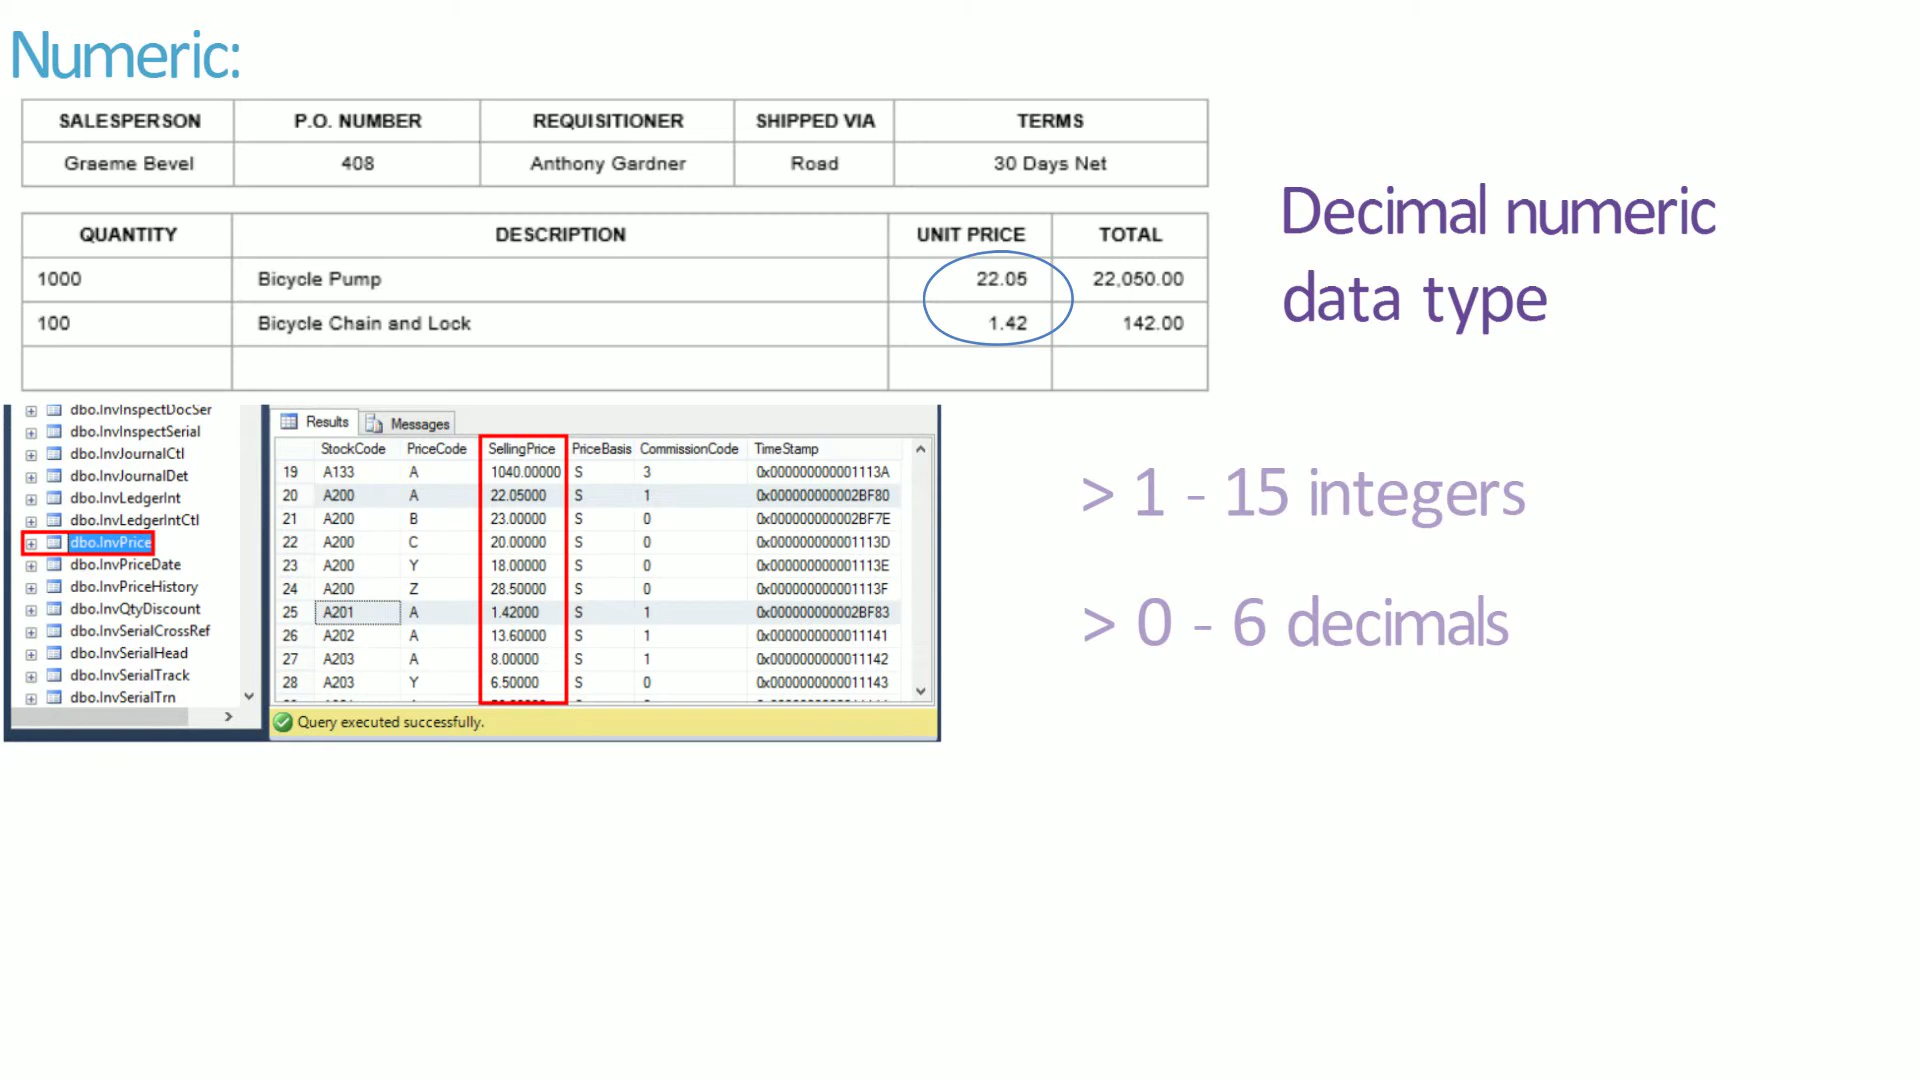 Numeric:
SALESPERSON P.O. NUMBER REQUISITIONER SHIPPED VIA TERMS
Graeme Bevel 408 Anthony Gardner Road 30 Days Net
QUANTITY DESCRIPTION UNIT PRICE TOTAL
1000 Bicycle Pump 22.05 22,050.00
100 Bicycle Chain and Lock 1.42 142.00
Decimal numeric
data type
> 1 - 15 integers
> 0 - 6 decimals
dbo.InvInspectDocSer
dbo.InvInspectSerial
dbo.InvJournalCtl
dbo.InvJournalDet
dbo.InvLedgerInt
dbo.InvLedgerIntCtl
dbo.InvPrice
dbo.InvPriceDate
dbo.InvPriceHistory
dbo.InvQtyDiscount
dbo.InvSerialCrossRef
dbo.InvSerialHead
dbo.InvSerialTrack
dbo.InvSerialTrn
Results Messages
StockCode PriceCode SellingPrice PriceBasis CommissionCode TimeStamp
19 A133 A 1040.00000 S 3 0x000000000001113A
20 A200 A 22.05000 S 1 0x000000000002BF80
21 A200 B 23.00000 S 0 0x000000000002BF7E
22 A200 C 20.00000 S 0 0x000000000001113D
23 A200 Y 18.00000 S 0 0x000000000001113E
24 A200 Z 28.50000 S 0 0x000000000001113F
25 A201 A 1.42000 S 1 0x000000000002BF83
26 A202 A 13.60000 S 1 0x0000000000011141
27 A203 A 8.00000 S 1 0x0000000000011142
28 A203 Y 6.50000 S 0 0x0000000000011143
Query executed successfully.